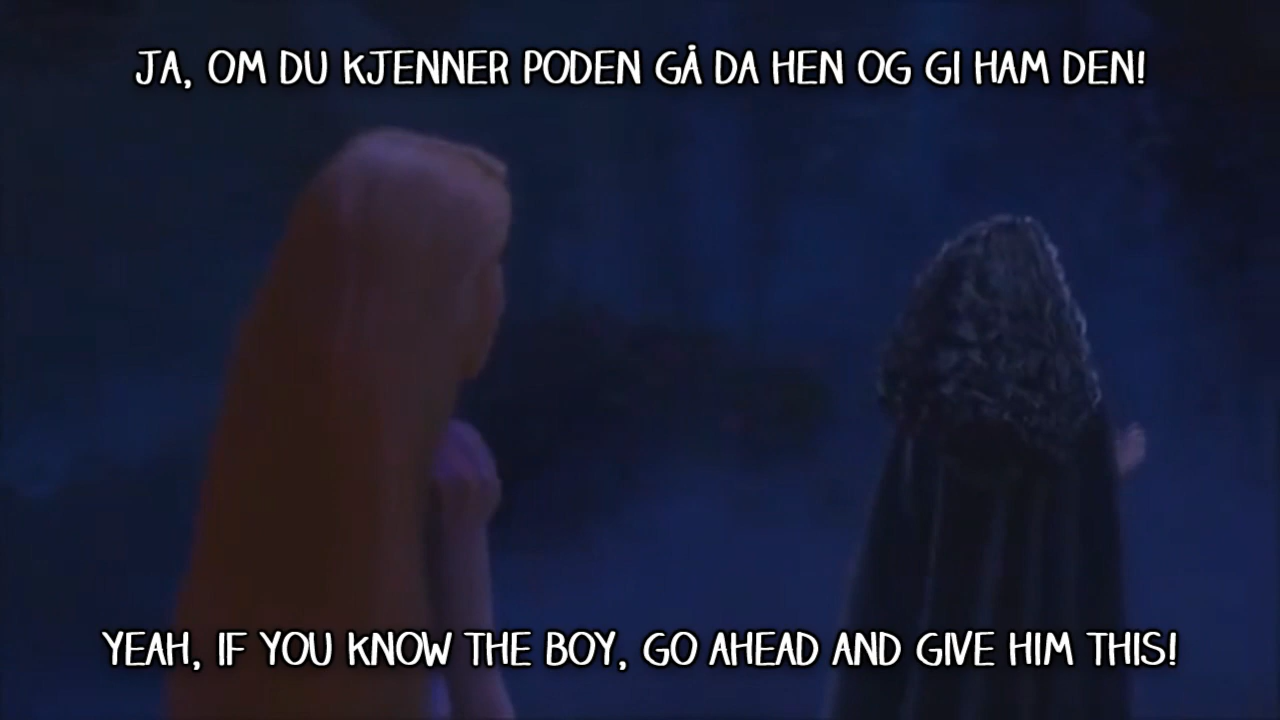 JA, OM DU KJENNER PODEN GÅ DA HEN OG GI HAM DEN!
YEAH, IF YOU KNOW THE BOY, GO AHEAD AND GIVE HIM THIS!